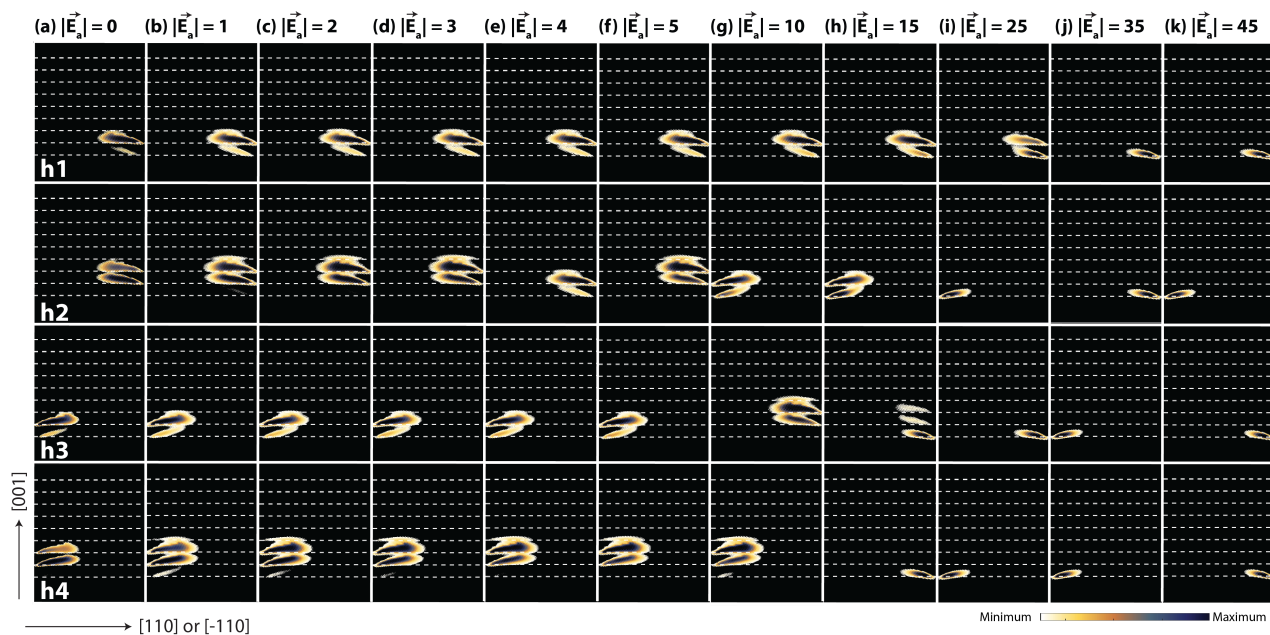 (a) |E⃗ₐ| = 0 (b) |E⃗ₐ| = 1 (c) |E⃗ₐ| = 2 (d) |E⃗ₐ| = 3 (e) |E⃗ₐ| = 4 (f) |E⃗ₐ| = 5 (g) |E⃗ₐ| = 10 (h) |E⃗ₐ| = 15 (i) |E⃗ₐ| = 25 (j) |E⃗ₐ| = 35 (k) |E⃗ₐ| = 45
h1
h2
h3
h4
[001]
[110] or [-110]
Minimum Maximum